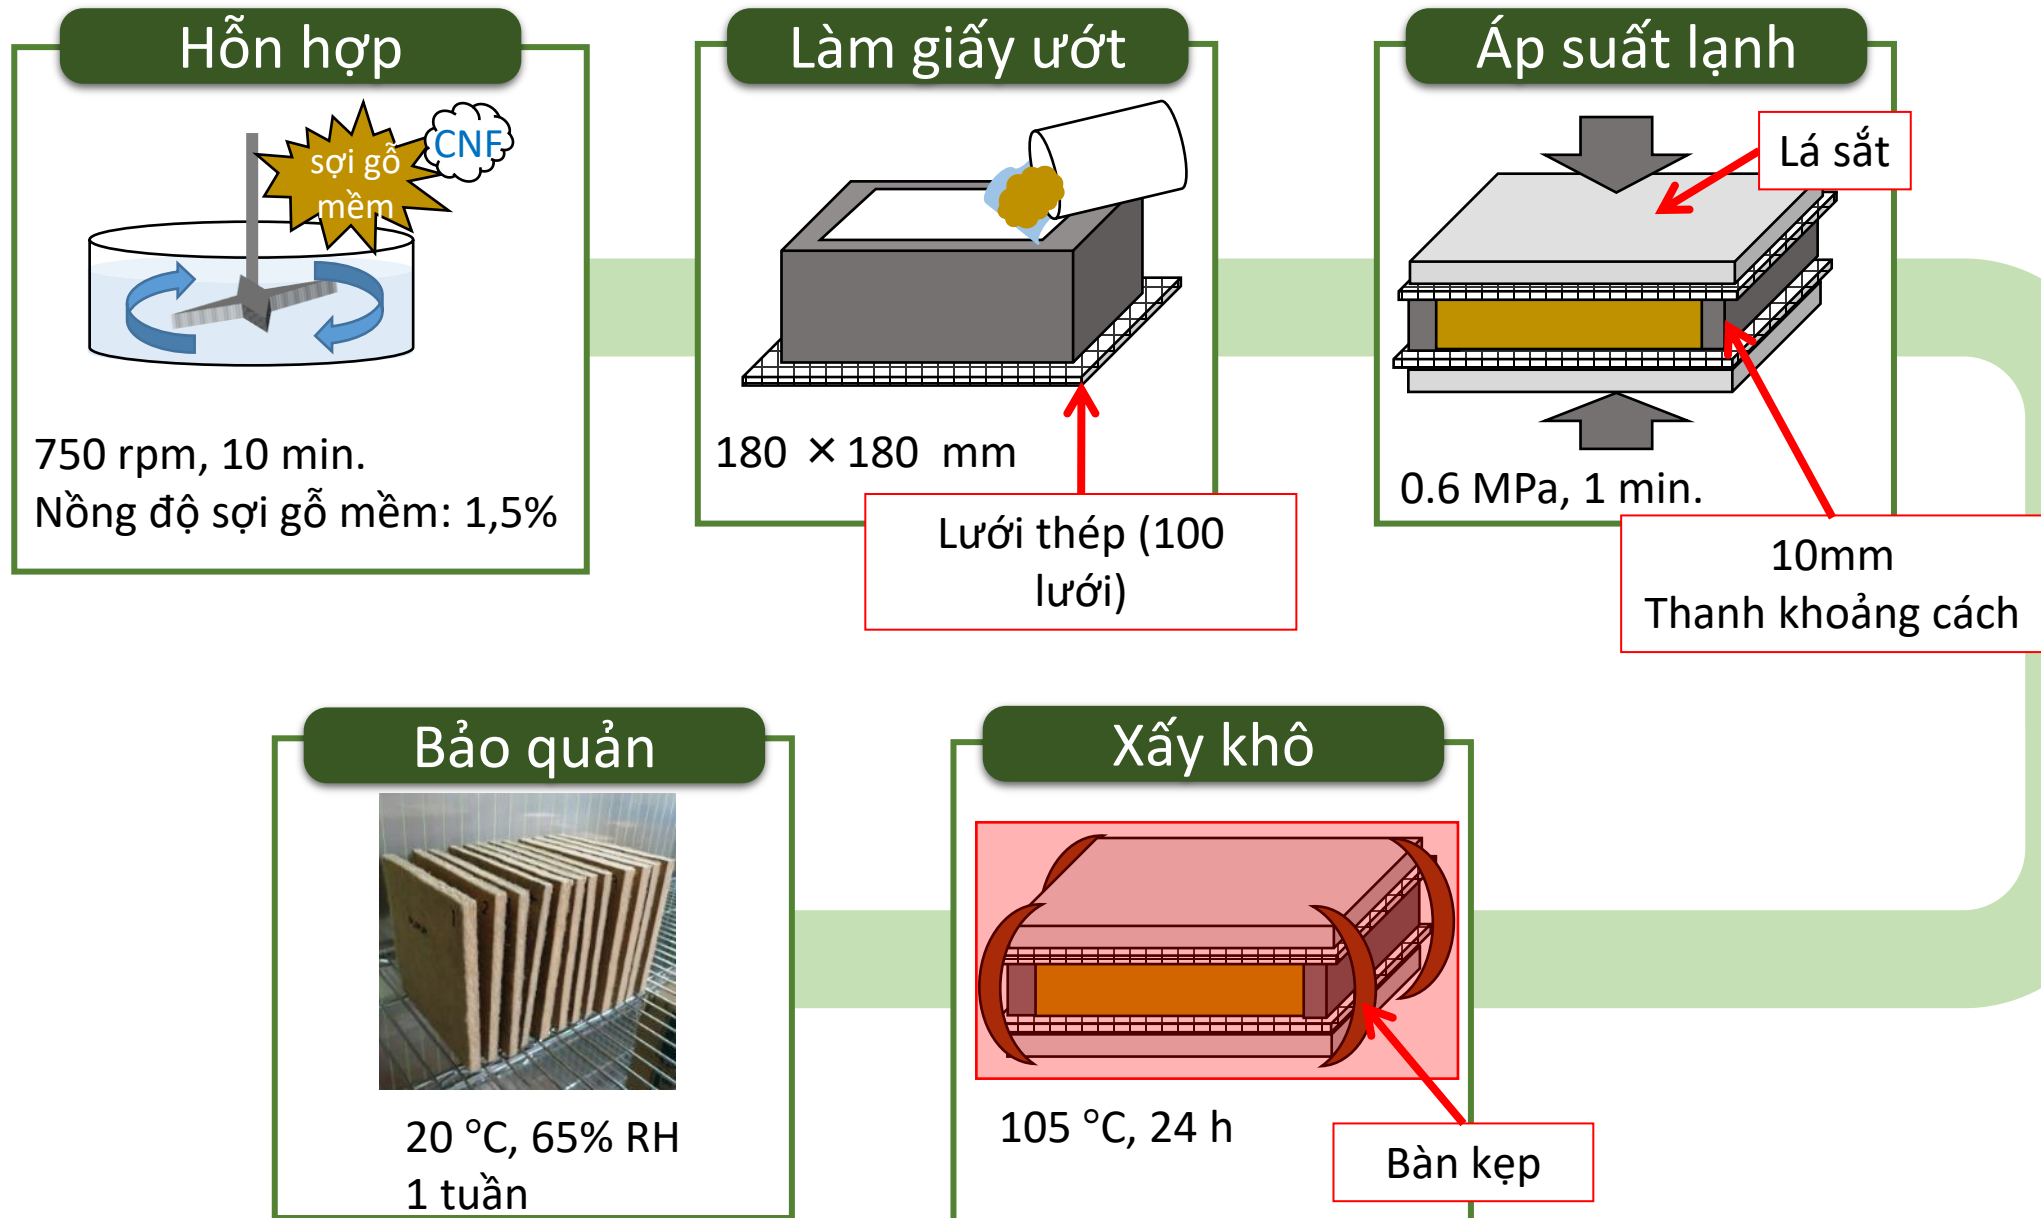 Hỗn hợp
sợi gỗ
mềm
CNF
750 rpm, 10 min.
Nồng độ sợi gỗ mềm: 1,5%
Làm giấy ướt
180 × 180 mm
Lưới thép (100
lưới)
Áp suất lạnh
Lá sắt
0.6 MPa, 1 min.
10mm
Thanh khoảng cách
Xấy khô
105 °C, 24 h
Bàn kẹp
Bảo quản
1
2
20 °C, 65% RH
1 tuần